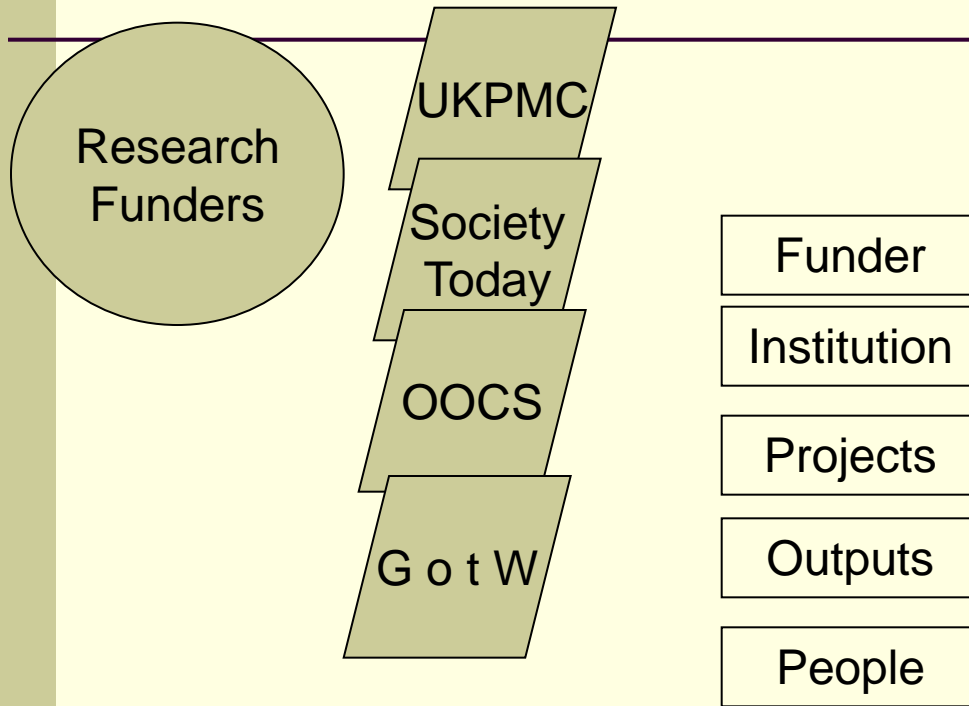 Research
Funders
UKPMC
Society
Today
OOCS
G o t W
Funder
Institution
Projects
Outputs
People